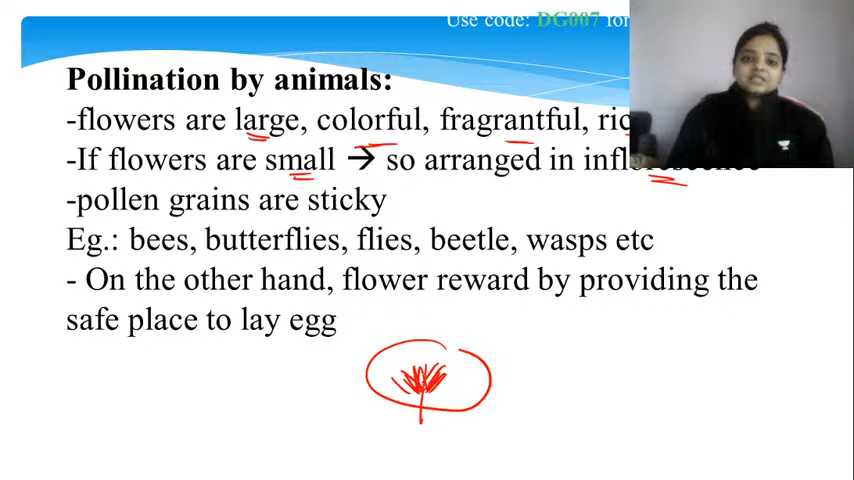 Use code: DG007 for
Pollination by animals:
-flowers are large, colorful, fragrantful,
-If flowers are small → so arranged in inflorescence
-pollen grains are sticky
Eg.: bees, butterflies, flies, beetle, wasps etc
- On the other hand, flower reward by providing the
safe place to lay egg